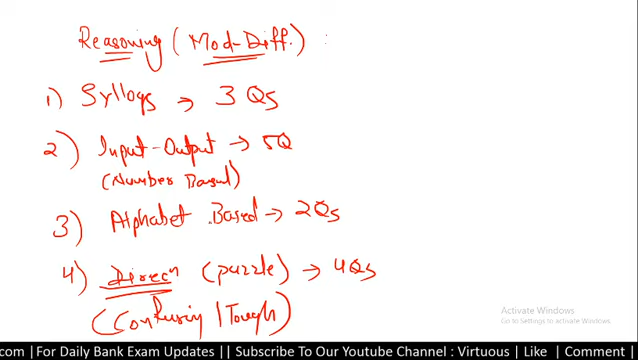 Reasoning (Mod-Diff.)
1) Syllogs → 3 Qs
2) Input-Output → 5Q
(Number Based)
3) Alphabet Based → 2Qs
4) Direcⁿ (puzzle) → 4Qs
(Confusing | Tough)
Activate Windows
Go to Settings to activate Windows.
com | For Daily Bank Exam Updates || Subscribe To Our Youtube Channel : Virtuous | Like | Comment |